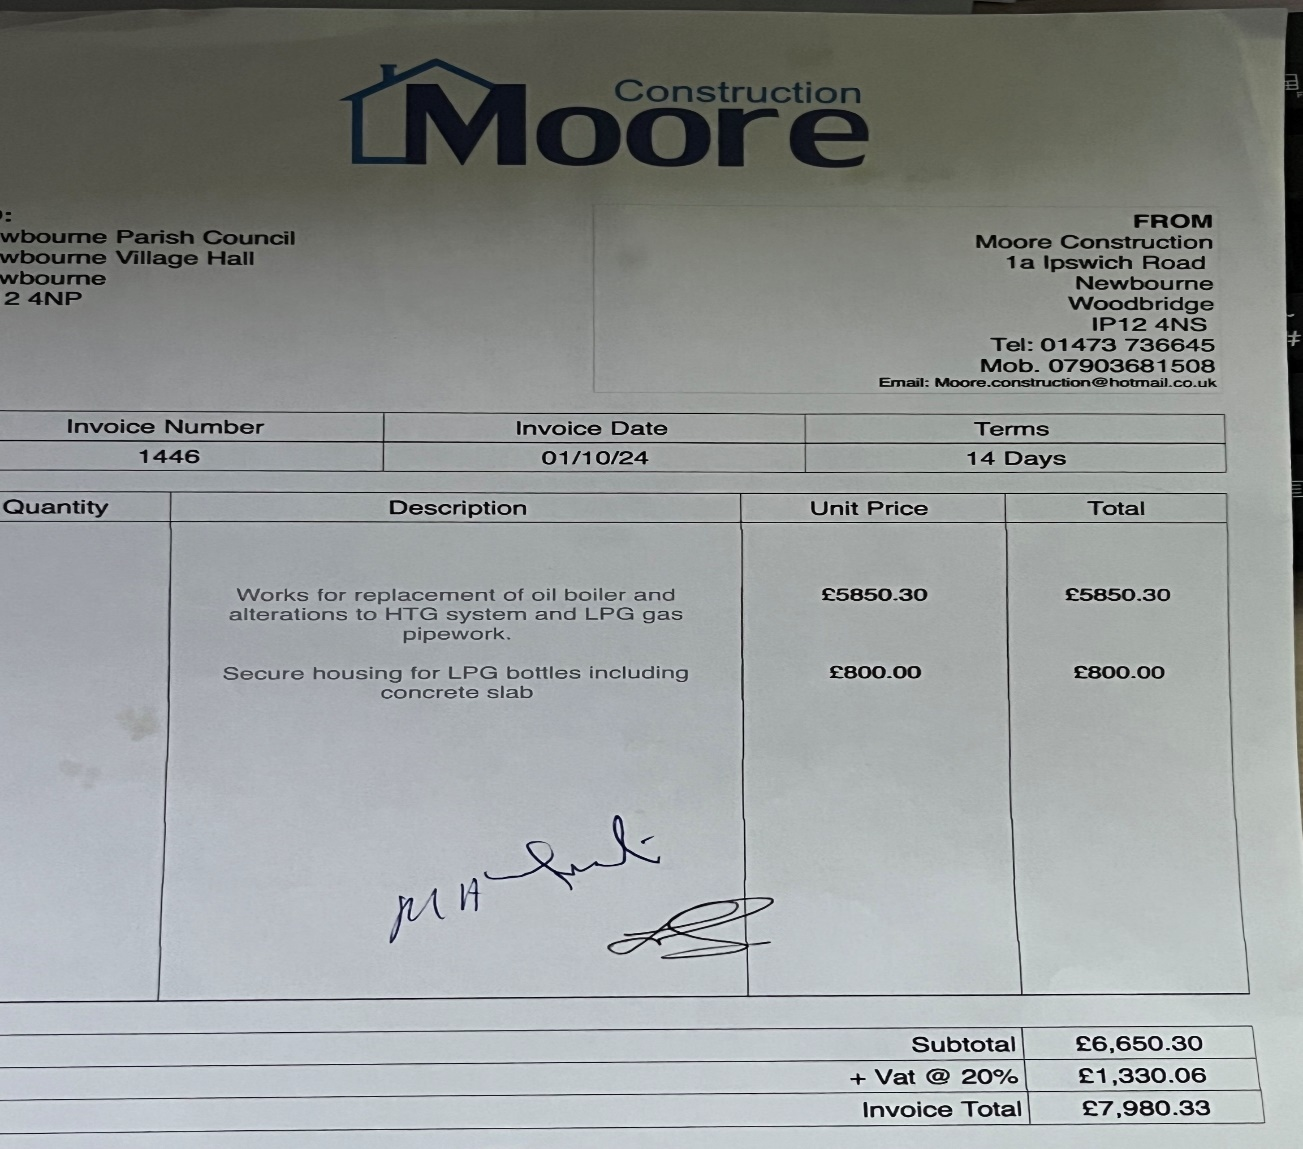 Construction
Moore
:
wbourne Parish Council
wbourne Village Hall
wbourne
2 4NP
FROM
Moore Construction
1a Ipswich Road
Newbourne
Woodbridge
IP12 4NS
Tel: 01473 736645
Mob. 07903681508
Email: Moore.construction@hotmail.co.uk
Invoice Number Invoice Date Terms
1446 01/10/24 14 Days
Quantity Description Unit Price Total
Works for replacement of oil boiler and £5850.30 £5850.30
alterations to HTG system and LPG gas
pipework.
Secure housing for LPG bottles including £800.00 £800.00
concrete slab
Subtotal £6,650.30
+ Vat @ 20% £1,330.06
Invoice Total £7,980.33
#